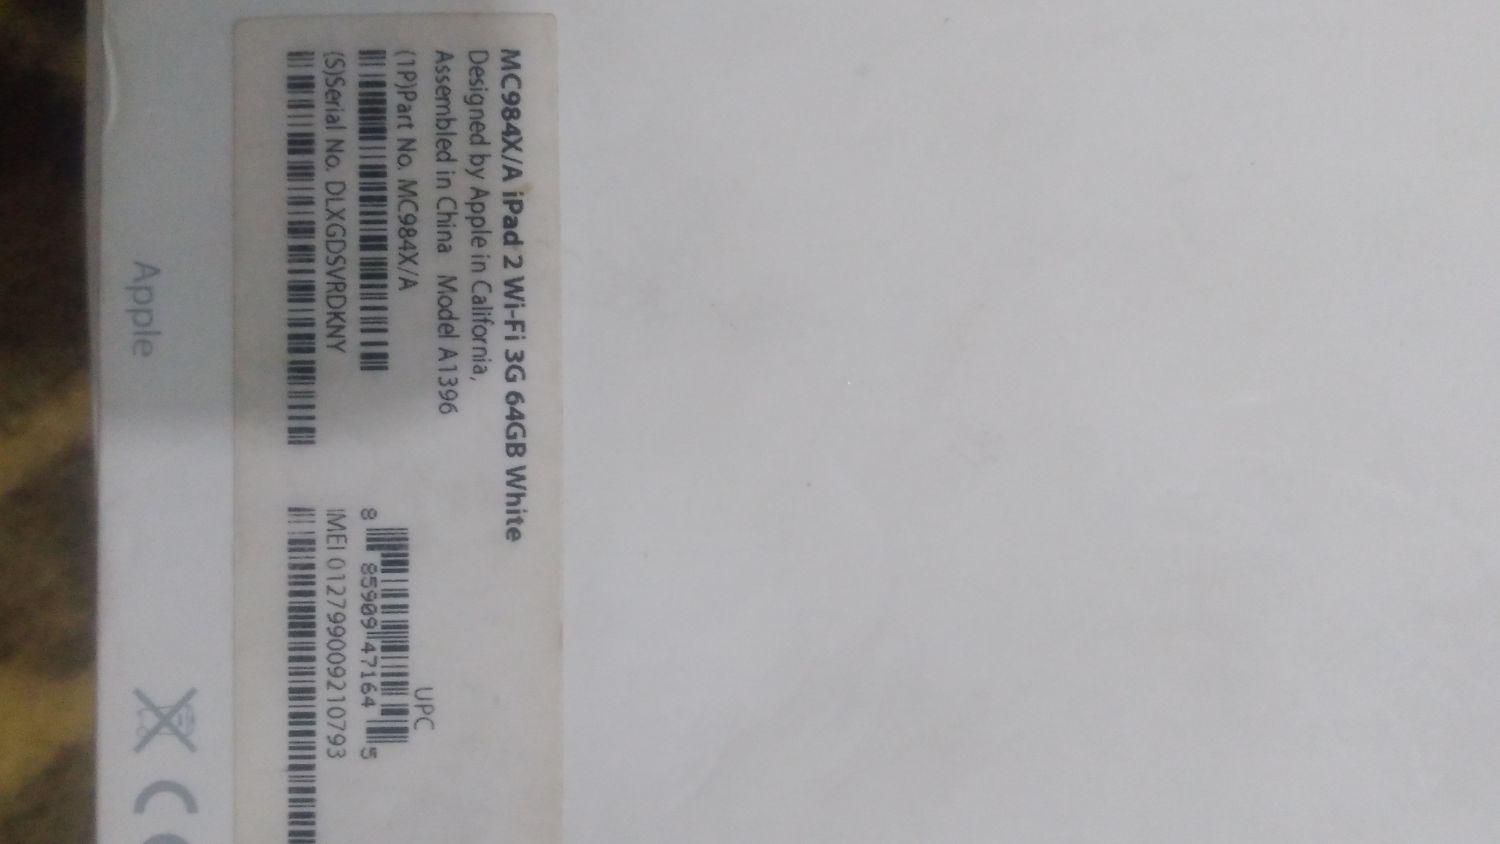 MC984X/A iPad 2 Wi-Fi 3G 64GB White
Designed by Apple in California,
Assembled in China Model A1396
(1P)Part No. MC984X/A
(S)Serial No. DLXGDSVRDKNY
UPC
8 85909 47164 5
IMEI 012799009210793
Apple
CE